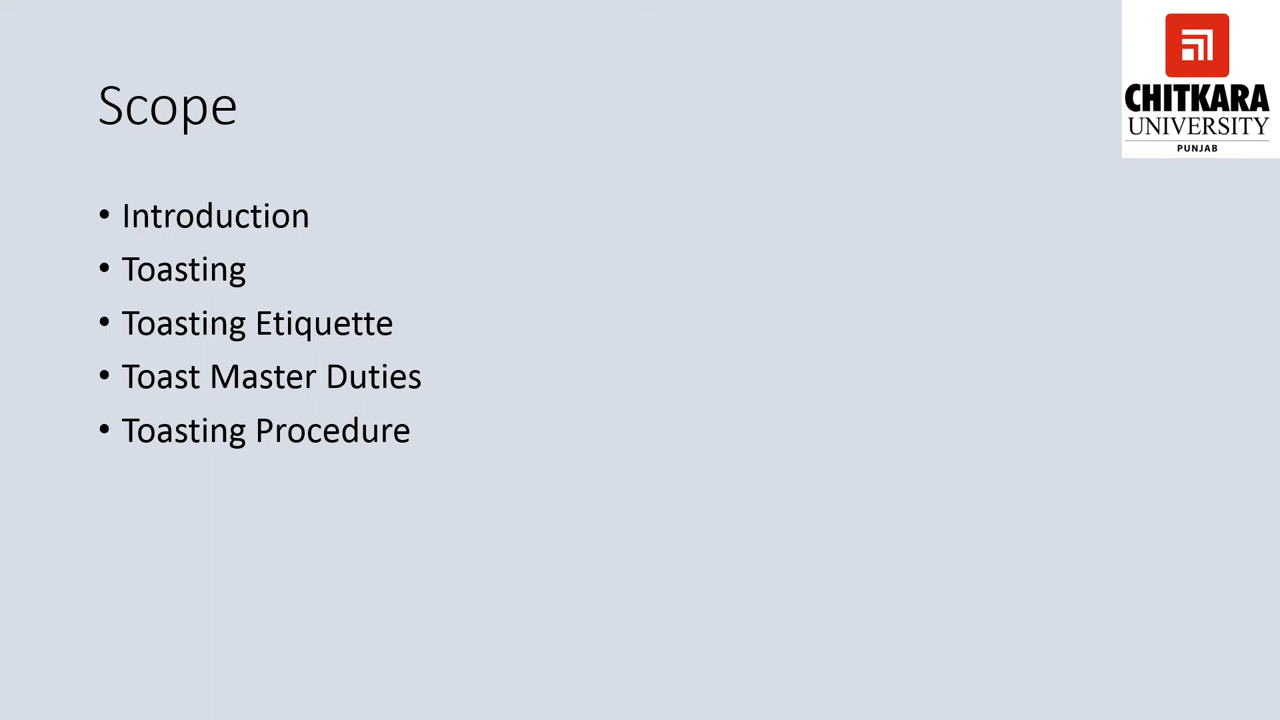 Scope
• Introduction
• Toasting
• Toasting Etiquette
• Toast Master Duties
• Toasting Procedure
CHITKARA
UNIVERSITY
PUNJAB